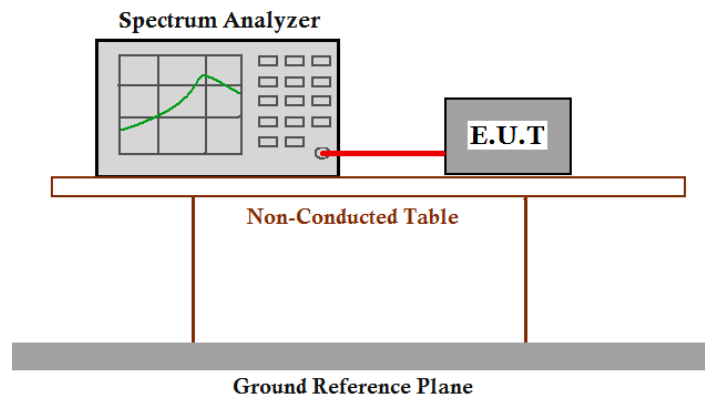 Spectrum Analyzer
E.U.T
Non-Conducted Table
Ground Reference Plane